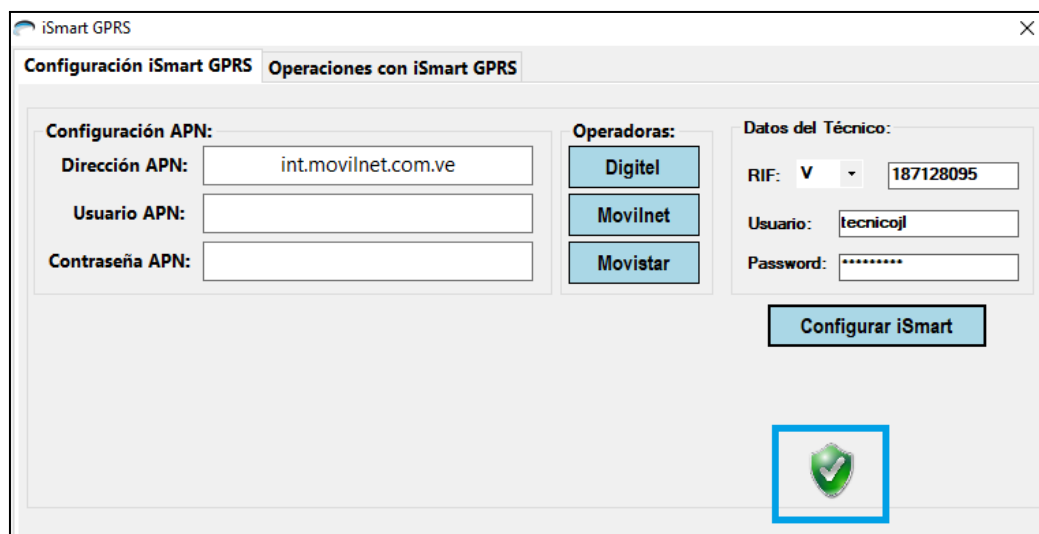 iSmart GPRS
Configuración iSmart GPRS
Operaciones con iSmart GPRS
Configuración APN:
Dirección APN:
int.movilnet.com.ve
Usuario APN:
Contraseña APN:
Operadoras:
Digitel
Movilnet
Movistar
Datos del Técnico:
RIF:
V
187128095
Usuario:
tecnicojl
Password:
*********
Configurar iSmart